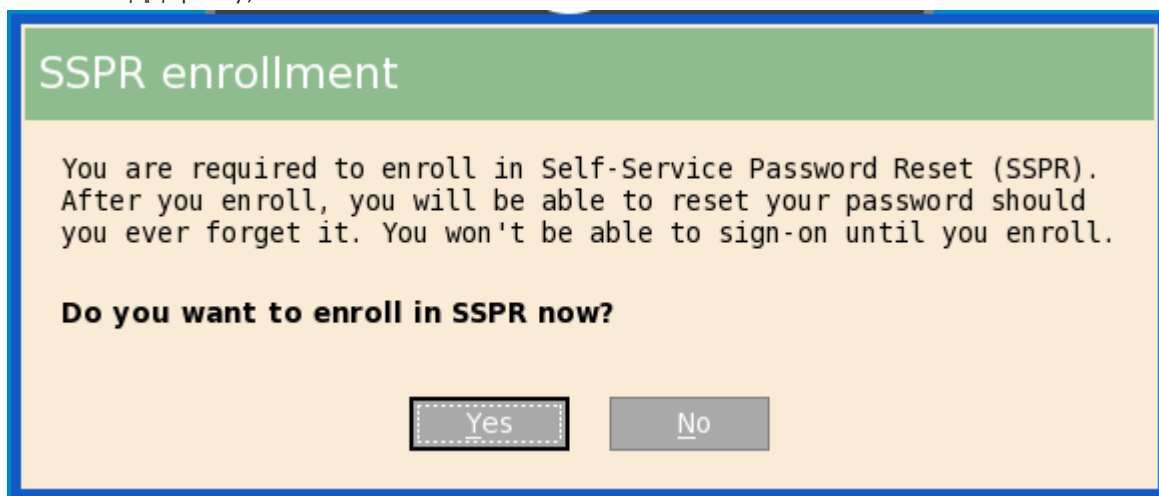 SSPR enrollment
You are required to enroll in Self-Service Password Reset (SSPR).
After you enroll, you will be able to reset your password should
you ever forget it. You won't be able to sign-on until you enroll.
Do you want to enroll in SSPR now?
Yes No